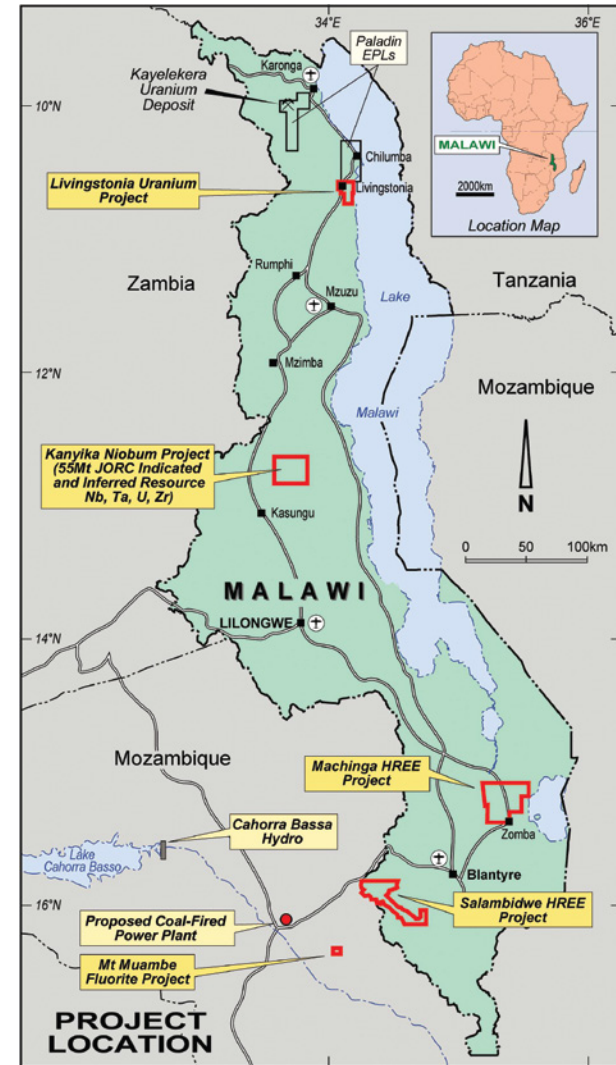 34°E
36°E
Paladin
EPLs
Karonga
Kayelekera
Uranium
Deposit
10°N
Chilumba
MALAWI
2000km
Location Map
Livingstonia Uranium
Project
Livingstonia
Rumphi
Zambia
Mzuzu
Lake
Tanzania
Mzimba
12°N
Malawi
Mozambique
Kanyika Niobum Project
(55Mt JORC Indicated
and Inferred Resource
Nb, Ta, U, Zr)
N
Kasungu
0 50 100km
MALAWI
LILONGWE
14°N
Mozambique
Machinga HREE
Project
Zomba
Cahorra Bassa
Hydro
Lake
Cahorra Basso
Blantyre
16°N
Salambidwe HREE
Project
Proposed Coal-Fired
Power Plant
Mt Muambe
Fluorite Project
PROJECT
LOCATION